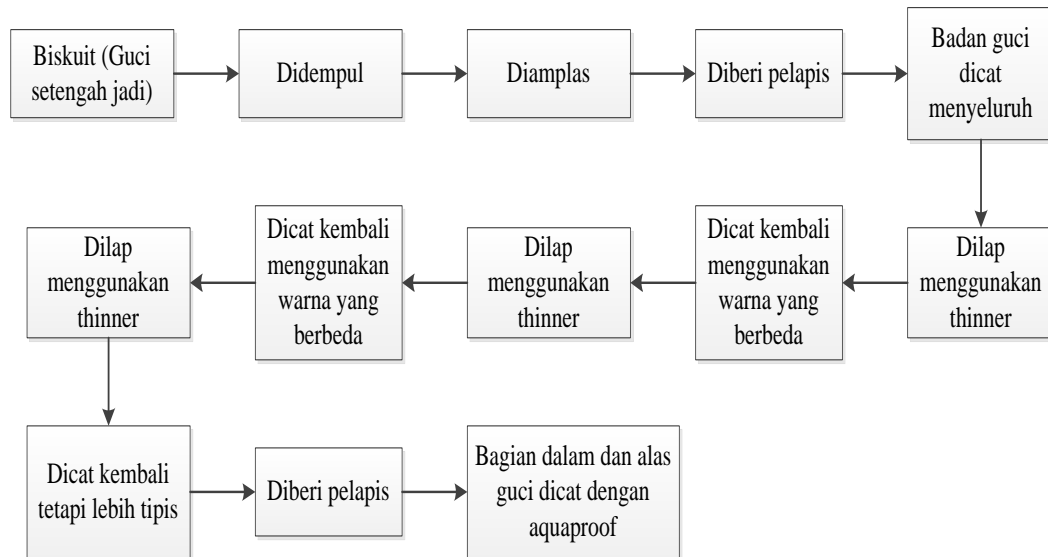 Biskuit (Guci
setengah jadi)
Didempul
Diamplas
Diberi pelapis
Badan guci
dicat
menyeluruh
Dilap
menggunakan
thinner
Dicat kembali
menggunakan
warna yang
berbeda
Dilap
menggunakan
thinner
Dicat kembali
menggunakan
warna yang
berbeda
Dilap
menggunakan
thinner
Dicat kembali
tetapi lebih tipis
Diberi pelapis
Bagian dalam dan alas
guci dicat dengan
aquaproof